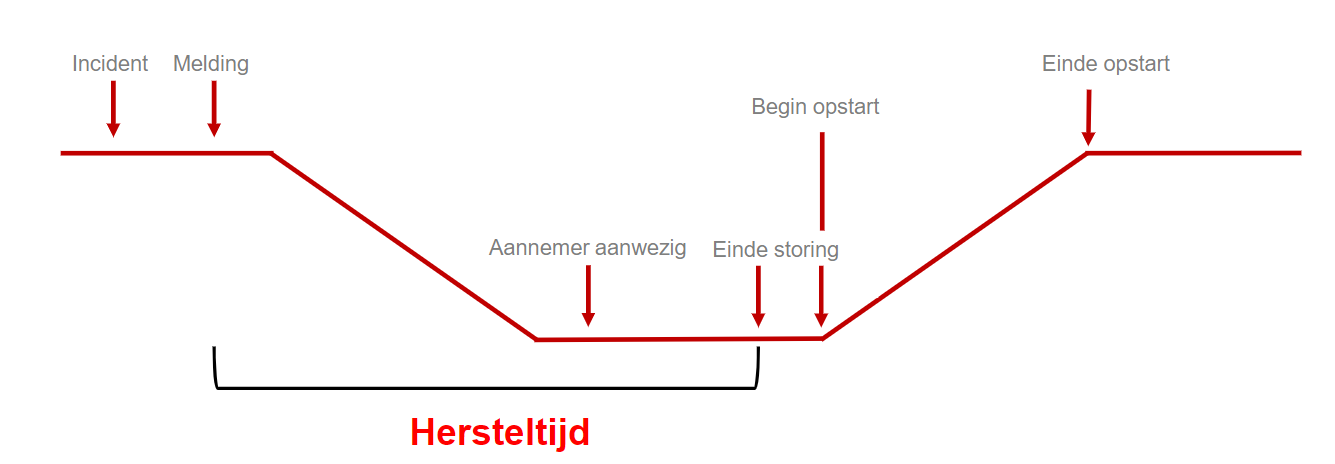 Incident
Melding
Einde opstart
Begin opstart
Aannemer aanwezig
Einde storing
Hersteltijd